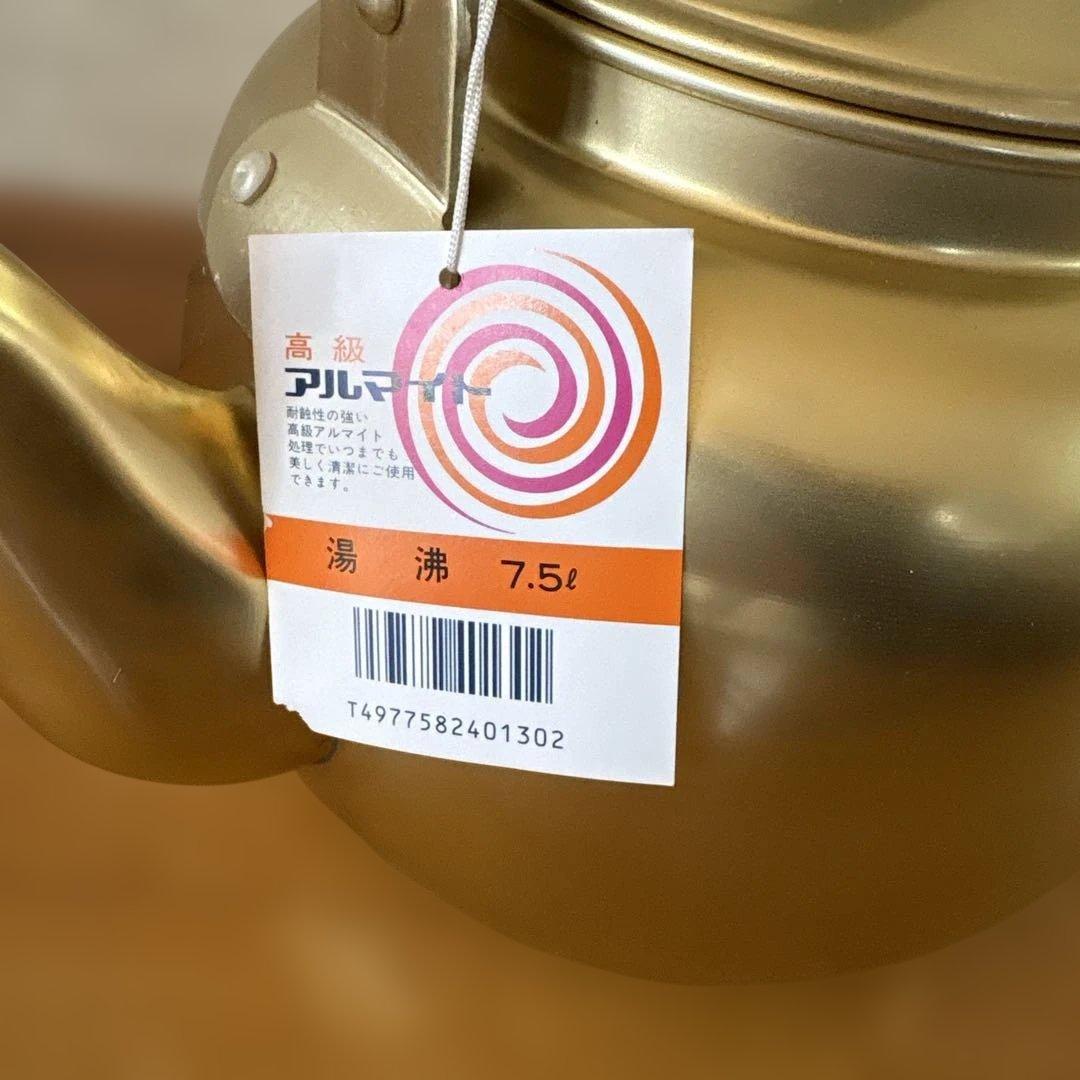 高級
アルマイト
耐蝕性の強い
高級アルマイト
処理でいつまでも
美しく清潔にご使用
できます。
湯沸 7.5ℓ
T4977582401302